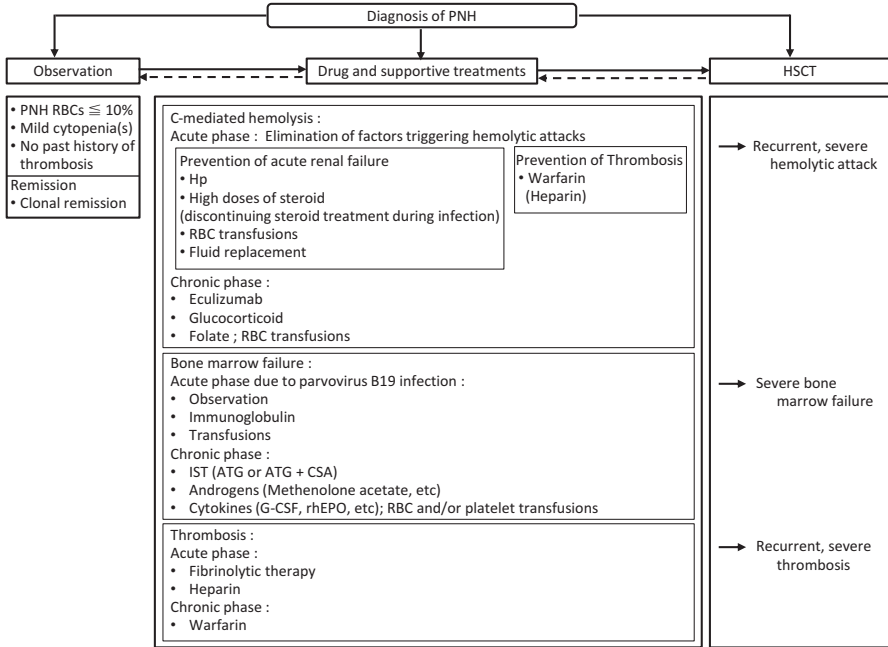 Diagnosis of PNH
Observation
Drug and supportive treatments
HSCT
• PNH RBCs ≦ 10%
• Mild cytopenia(s)
• No past history of
thrombosis
Remission
• Clonal remission
C-mediated hemolysis :
Acute phase : Elimination of factors triggering hemolytic attacks
Prevention of acute renal failure
• Hp
• High doses of steroid
(discontinuing steroid treatment during infection)
• RBC transfusions
• Fluid replacement
Prevention of Thrombosis
• Warfarin
(Heparin)
Chronic phase :
• Eculizumab
• Glucocorticoid
• Folate ; RBC transfusions
Bone marrow failure :
Acute phase due to parvovirus B19 infection :
• Observation
• Immunoglobulin
• Transfusions
Chronic phase :
• IST (ATG or ATG + CSA)
• Androgens (Methenolone acetate, etc)
• Cytokines (G-CSF, rhEPO, etc); RBC and/or platelet transfusions
Thrombosis :
Acute phase :
• Fibrinolytic therapy
• Heparin
Chronic phase :
• Warfarin
Recurrent, severe
hemolytic attack
Severe bone
marrow failure
Recurrent, severe
thrombosis